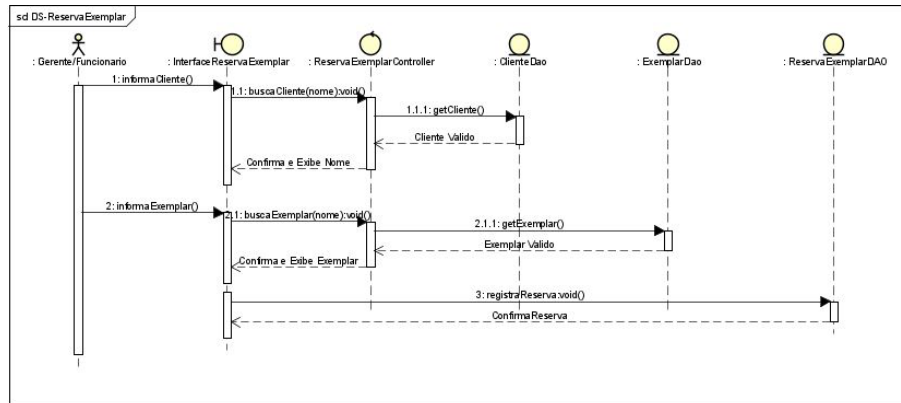 sd DS-ReservaExemplar
: Gerente/Funcionario
: InterfaceReservaExemplar
: ReservaExemplarController
: ClienteDao
: ExemplarDao
: ReservaExemplarDAO
1: informaCliente()
1.1: buscaCliente(nome):void()
1.1.1: getCliente()
Cliente Valido
Confirma e Exibe Nome
2: informaExemplar()
2.1: buscaExemplar(nome):void()
2.1.1: getExemplar()
Exemplar Valido
Confirma e Exibe Exemplar
3: registraReserva:void()
ConfirmaReserva